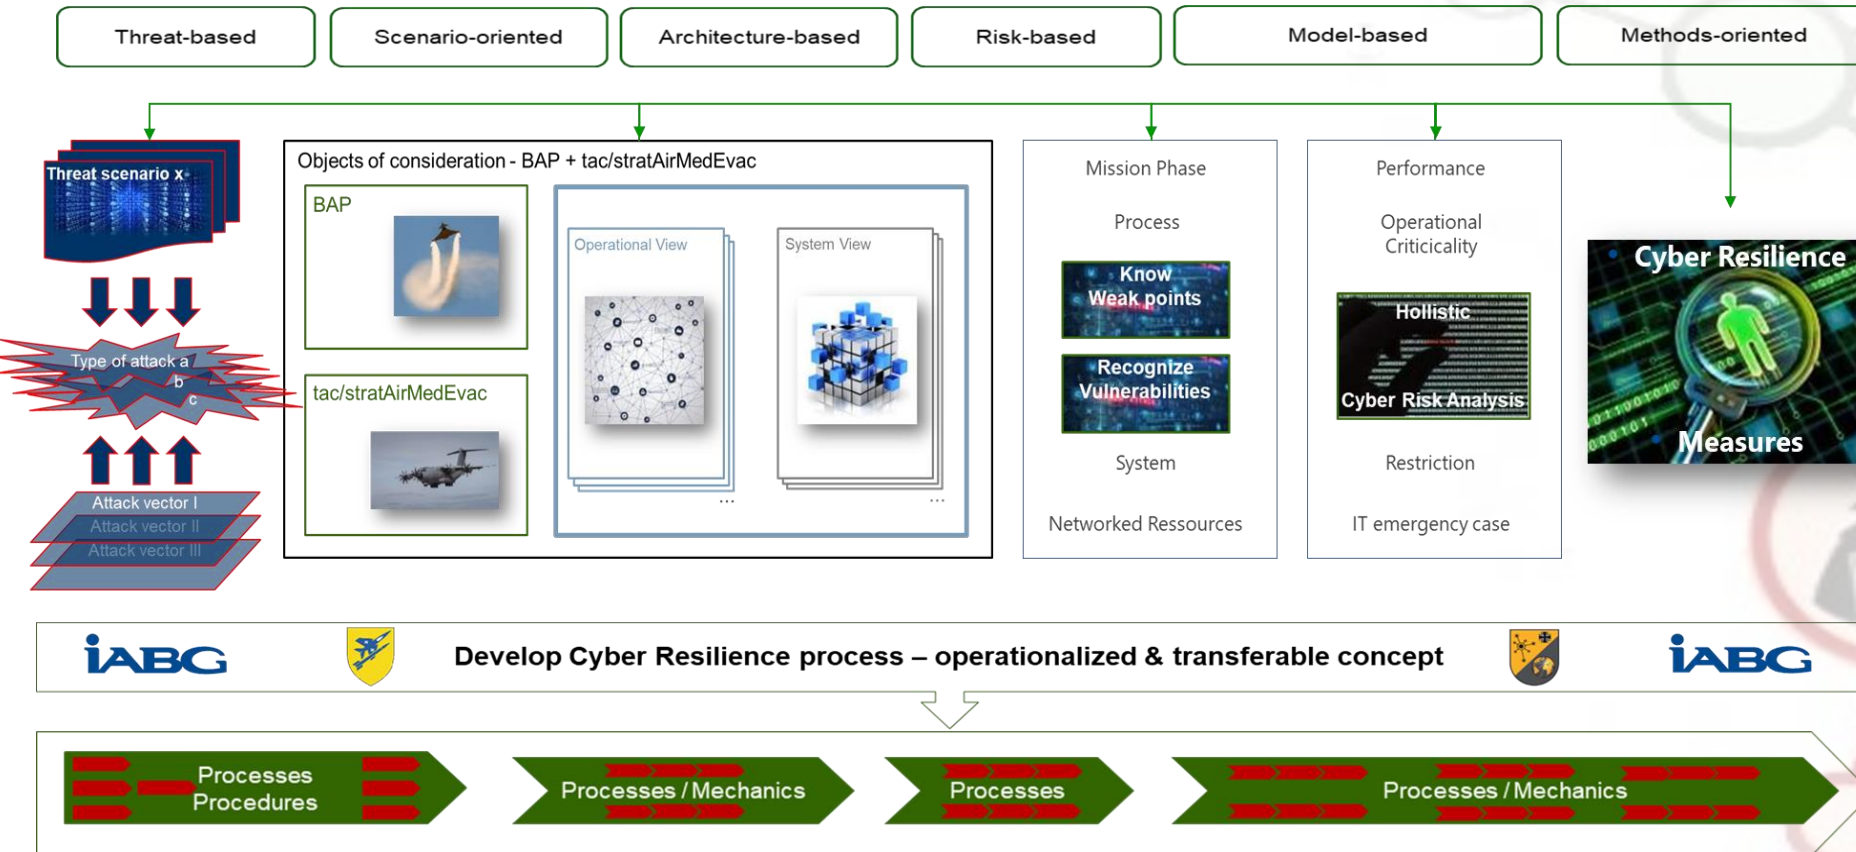 Threat-based
Scenario-oriented
Architecture-based
Risk-based
Model-based
Methods-oriented
Threat scenario x
Type of attack a
b
c
Attack vector I
Attack vector II
Attack vector III
Objects of consideration - BAP + tac/stratAirMedEvac
BAP
tac/stratAirMedEvac
Operational View
...
System View
...
Mission Phase
Process
Know
Weak points
Recognize
Vulnerabilities
System
Networked Ressources
Performance
Operational
Criticicality
Hollistic
Cyber Risk Analysis
Restriction
IT emergency case
Cyber Resilience
Measures
iABG
Develop Cyber Resilience process – operationalized & transferable concept
iABG
Processes
Procedures
Processes / Mechanics
Processes
Processes / Mechanics